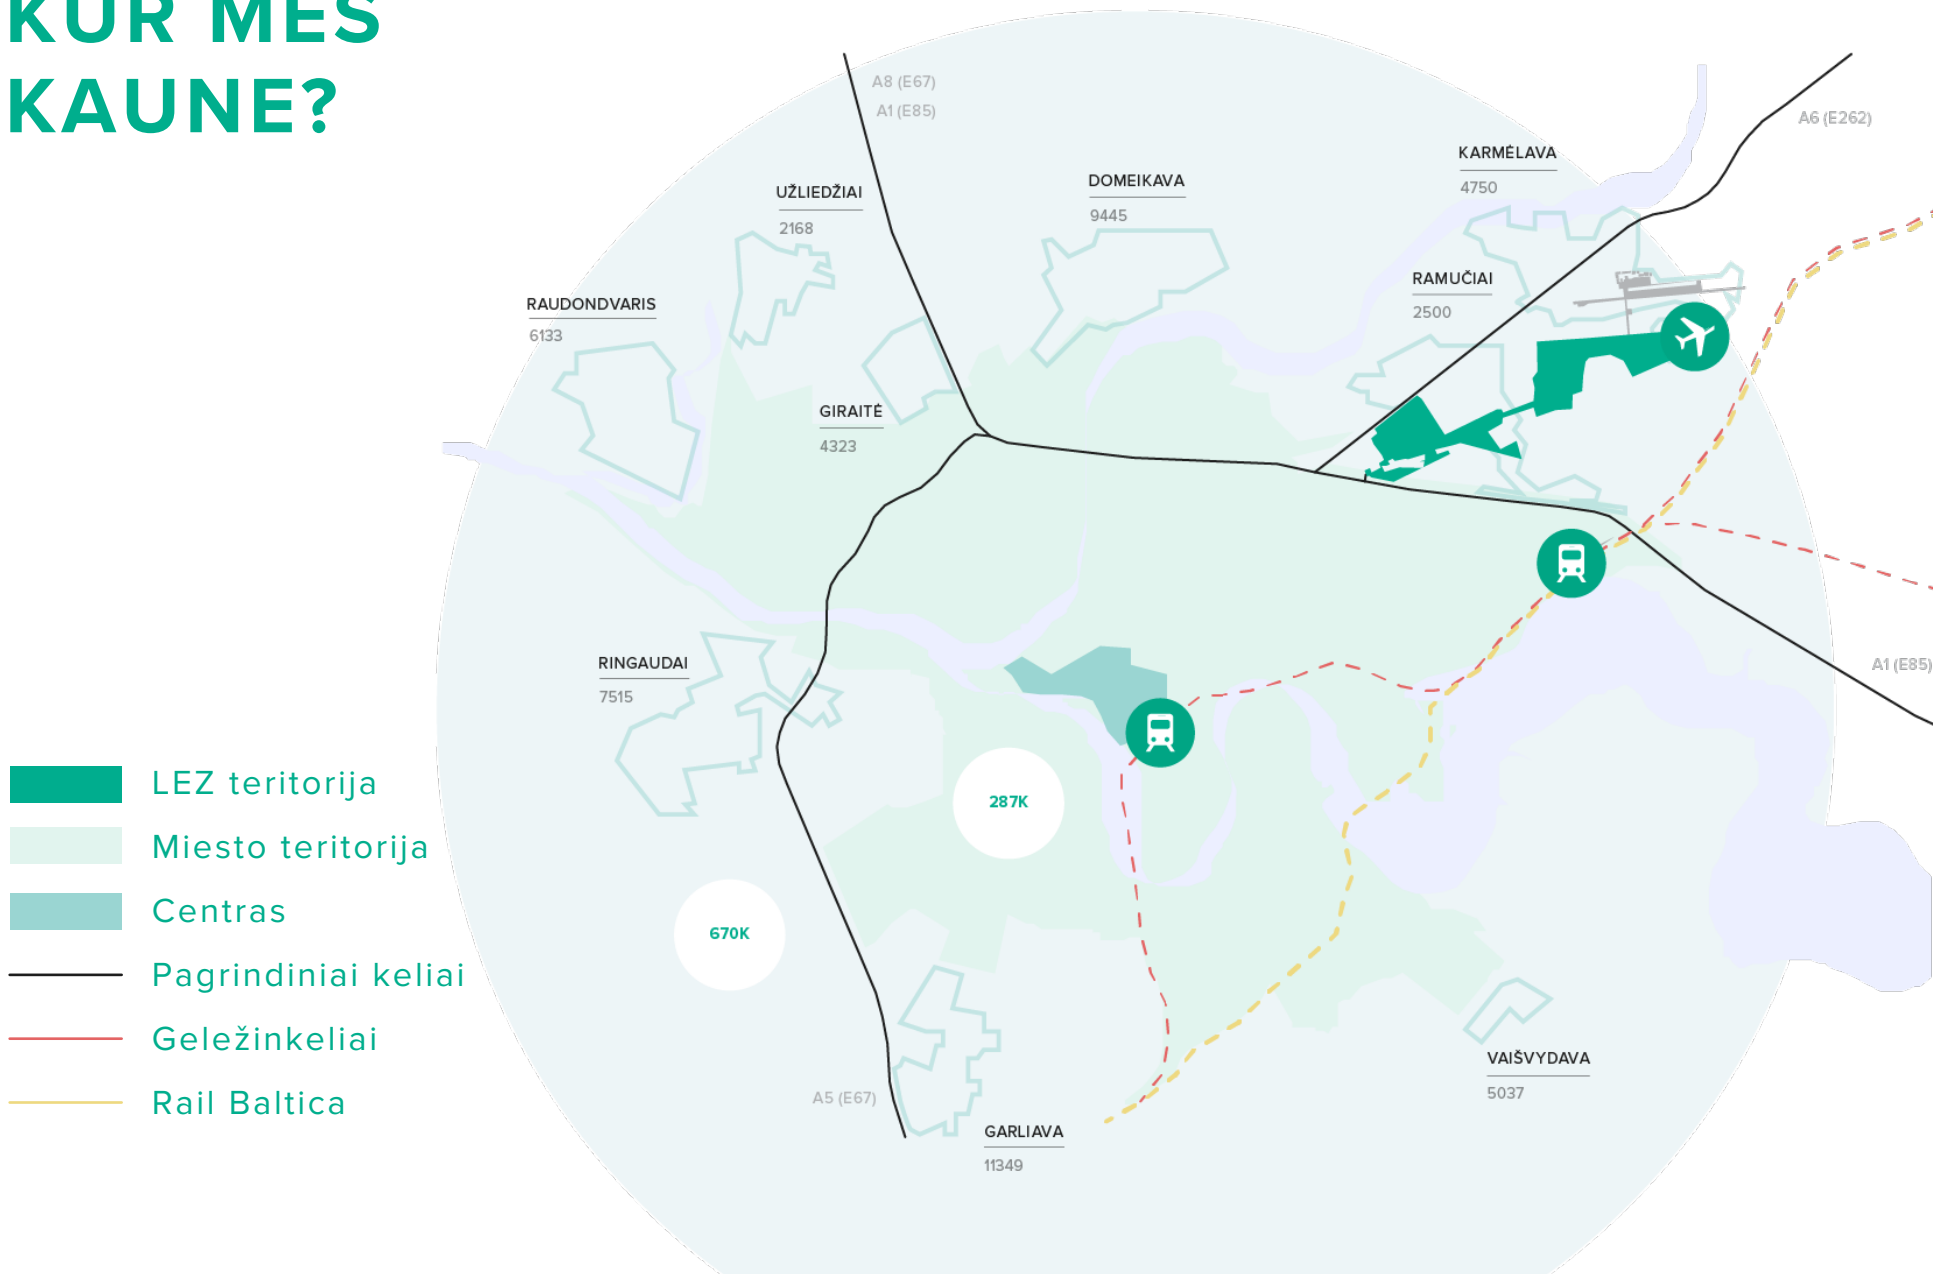 KUR MES
KAUNE?
A8 (E67)
A1 (E85)
A6 (E262)
KARMĖLAVA
4750
DOMEIKAVA
9445
UŽLIEDŽIAI
2168
RAMUČIAI
2500
RAUDONDVARIS
6133
GIRAITĖ
4323
RINGAUDAI
7515
A1 (E85)
287K
670K
VAIŠVYDAVA
5037
A5 (E67)
GARLIAVA
11349
LEZ teritorija
Miesto teritorija
Centras
Pagrindiniai keliai
Geležinkeliai
Rail Baltica